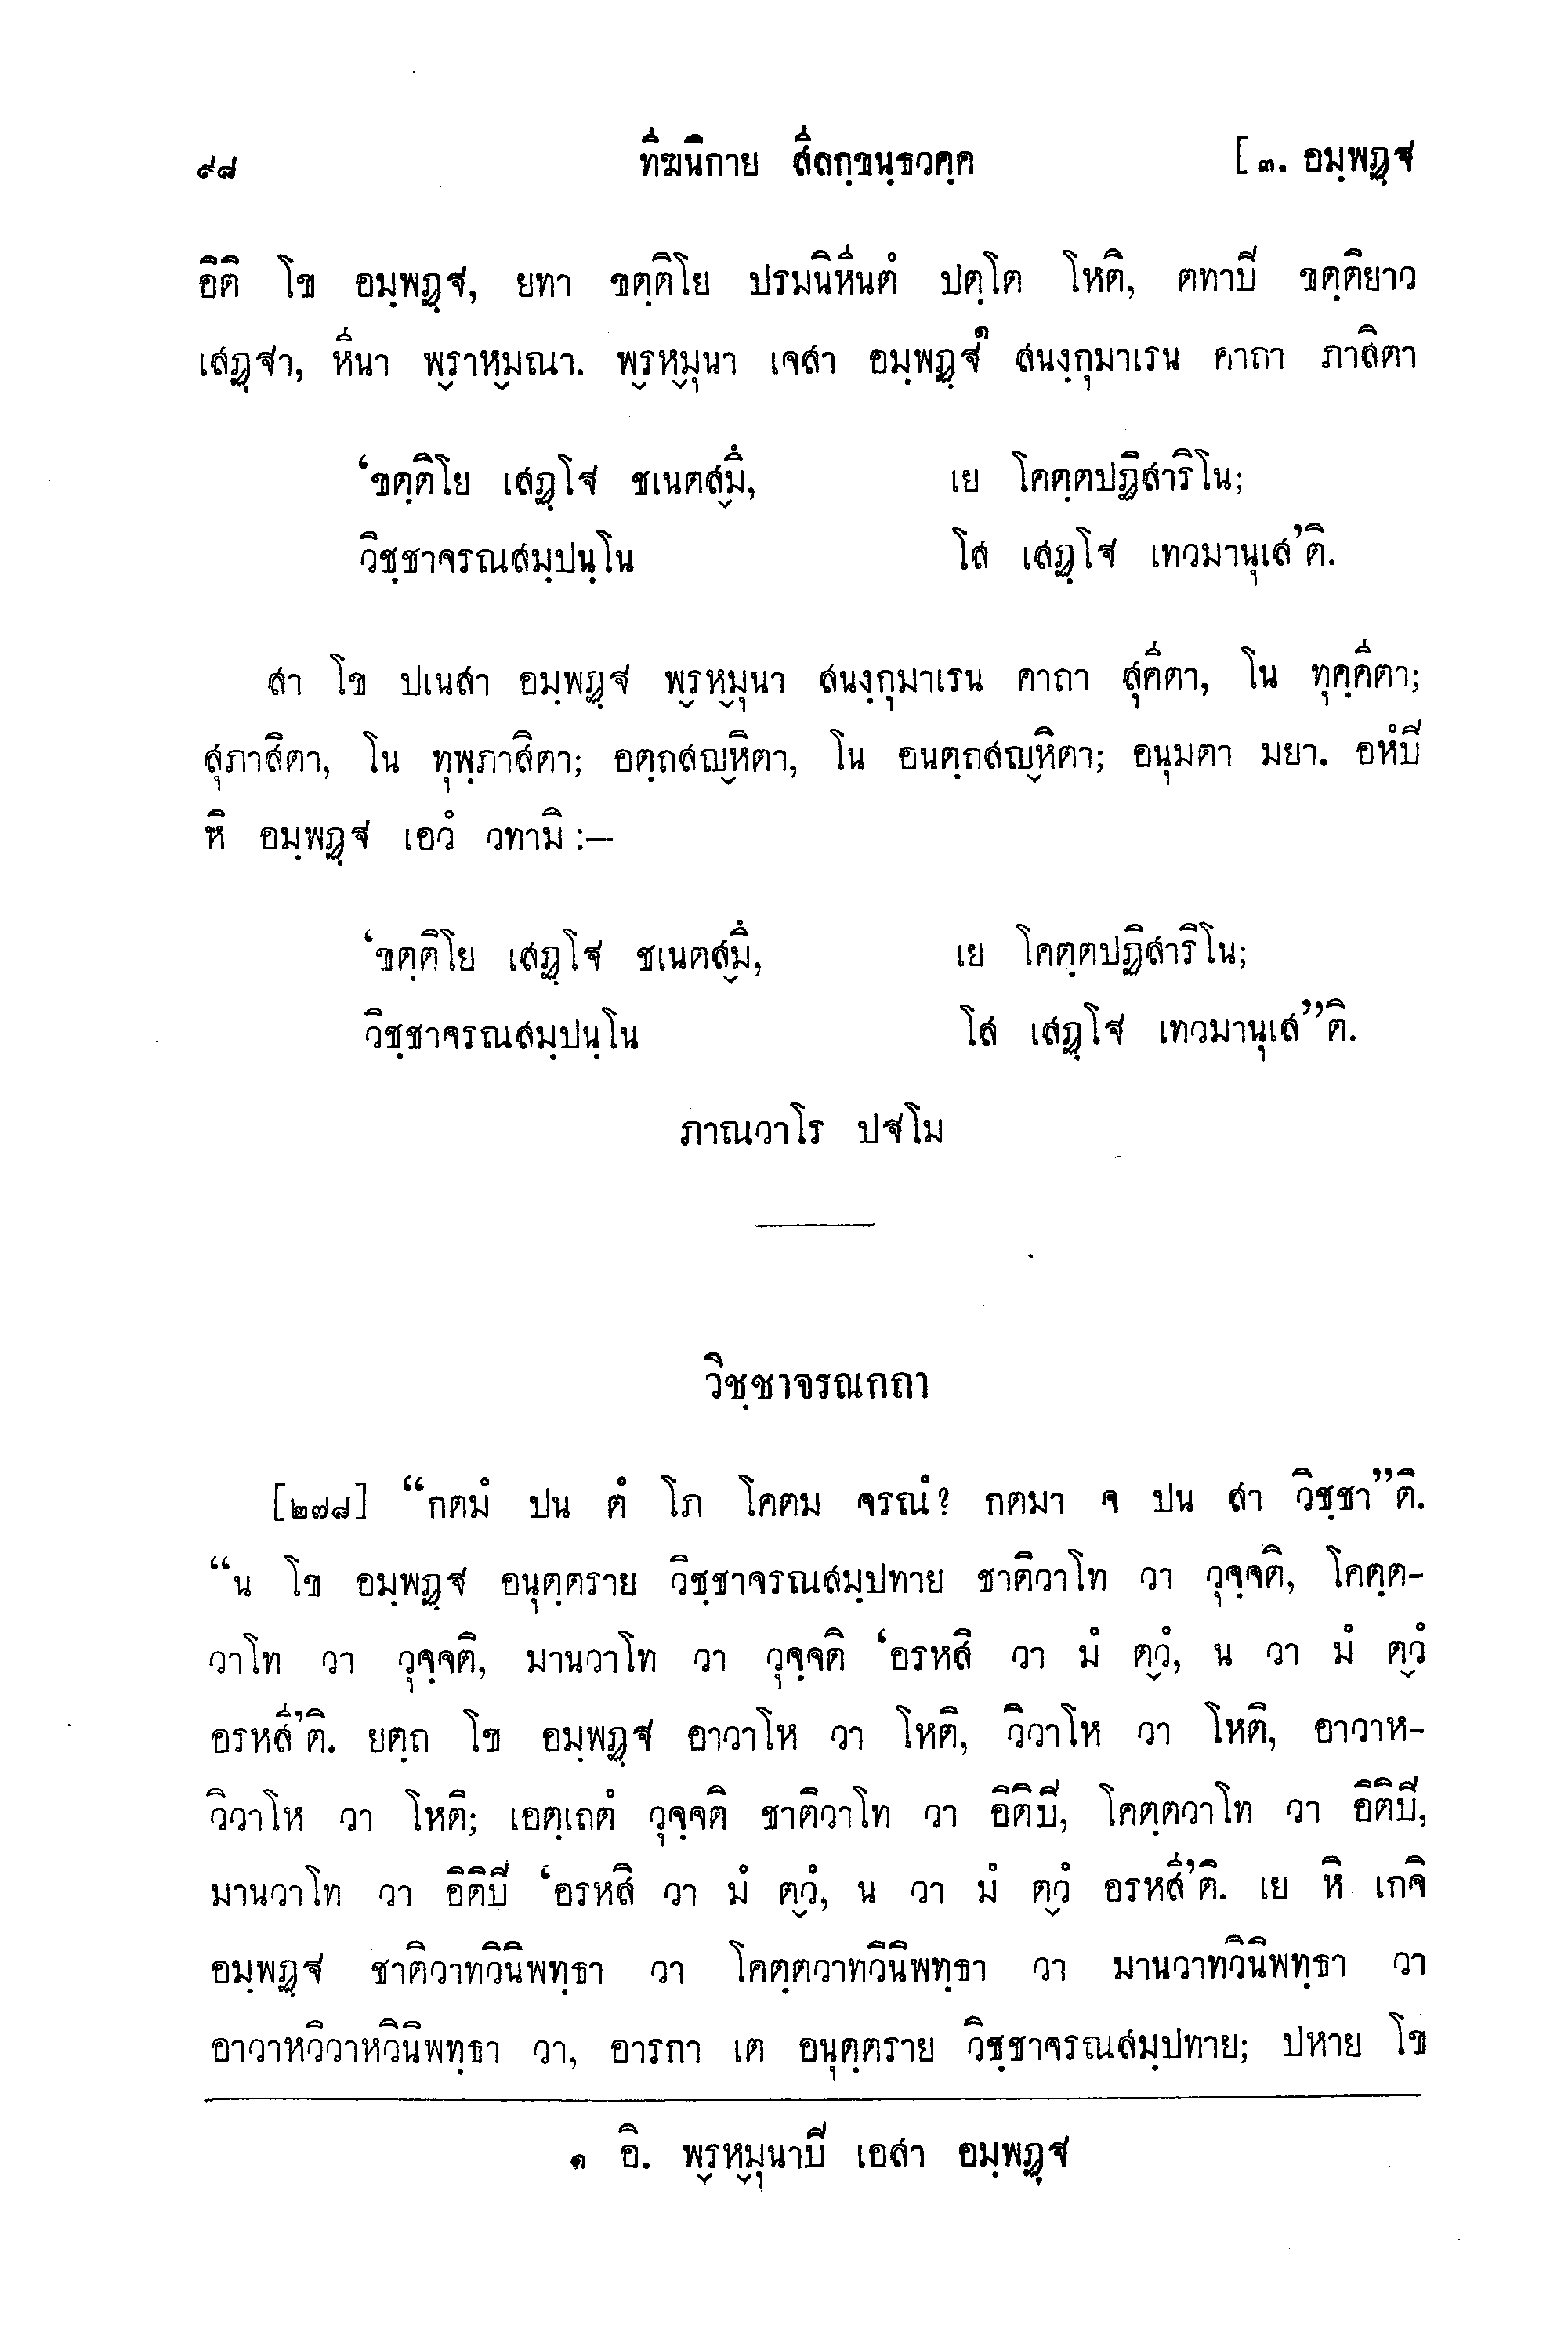 ๙๘ ทีฆนิกาย สีลกฺขนฺธวคฺค [ ๓. อมฺพฏฺฐ
อิติ โข อมฺพฏฺฐ, ยทา ขตฺติโย ปรมนิหีนตํ ปตฺโต โหติ, ตทาปิ ขตฺติยาว
เสฏฺฐา, หีนา พฺราหฺมณา. พฺรหฺมุนา เจสา อมฺพฏฺฐ๑ สนงฺกุมาเรน คาถา ภาสิตา
‘ขตฺติโย เสฏฺโฐ ชเนตสฺมึ, เย โคตฺตปฏิสาริโน;
วิชฺชาจรณสมฺปนฺโน โส เสฏฺโฐ เทวมานุเส’ติ.
สา โข ปเนสา อมฺพฏฺฐ พฺรหฺมุนา สนงฺกุมาเรน คาถา สุคีตา, โน ทุคฺคีตา;
สุภาสิตา, โน ทุพฺภาสิตา; อตฺถสญฺหิตา, โน อนตฺถสญฺหิตา; อนุมตา มยา. อหํปิ
หิ อมฺพฏฺฐ เอวํ วทามิ :—
‘ขตฺติโย เสฏฺโฐ ชเนตสฺมึ, เย โคตฺตปฏิสาริโน;
วิชฺชาจรณสมฺปนฺโน โส เสฏฺโฐ เทวมานุเส’’ติ.
ภาณวาโร ปฐโม
วิชฺชาจรณกถา
[๒๗๘] “กตมํ ปน ตํ โภ โคตม จรณํ? กตมา จ ปน สา วิชฺชา”ติ.
“น โข อมฺพฏฺฐ อนุตฺตราย วิชฺชาจรณสมฺปทาย ชาติวาโท วา วุจฺจติ, โคตฺต-
วาโท วา วุจฺจติ, มานวาโท วา วุจฺจติ ‘อรหสิ วา มํ ตฺวํ, น วา มํ ตฺวํ
อรหสี’ติ. ยตฺถ โข อมฺพฏฺฐ อาวาโห วา โหติ, วิวาโห วา โหติ, อาวาห-
วิวาโห วา โหติ; เอตฺเถตํ วุจฺจติ ชาติวาโท วา อิติปิ, โคตฺตวาโท วา อิติปิ,
มานวาโท วา อิติปิ ‘อรหสิ วา มํ ตฺวํ, น วา มํ ตฺวํ อรหสี’ติ. เย หิ เกจิ
อมฺพฏฺฐ ชาติวาทวินิพทฺธา วา โคตฺตวาทวินิพทฺธา วา มานวาทวินิพทฺธา วา
อาวาหวิวาหวินิพทฺธา วา, อารกา เต อนุตฺตราย วิชฺชาจรณสมฺปทาย; ปหาย โข
๑ อิ. พฺรหฺมุนาปิ เอสา อมฺพฏฺฐ